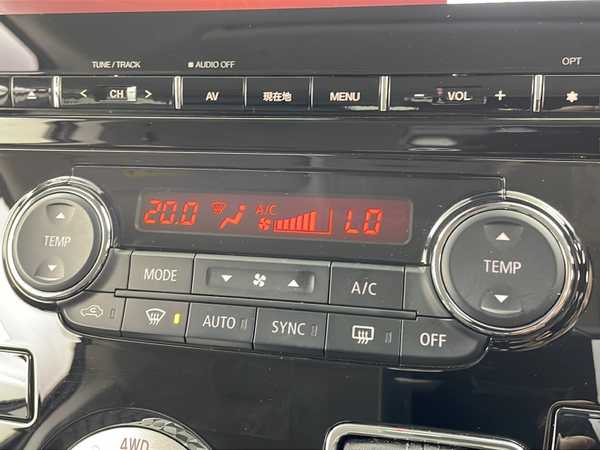 TUNE / TRACK ■ AUDIO OFF OPT
< CH > AV 現在地 MENU − VOL + ✱
20.0 A/C LO
TEMP TEMP
MODE A/C
AUTO SYNC OFF
4WD